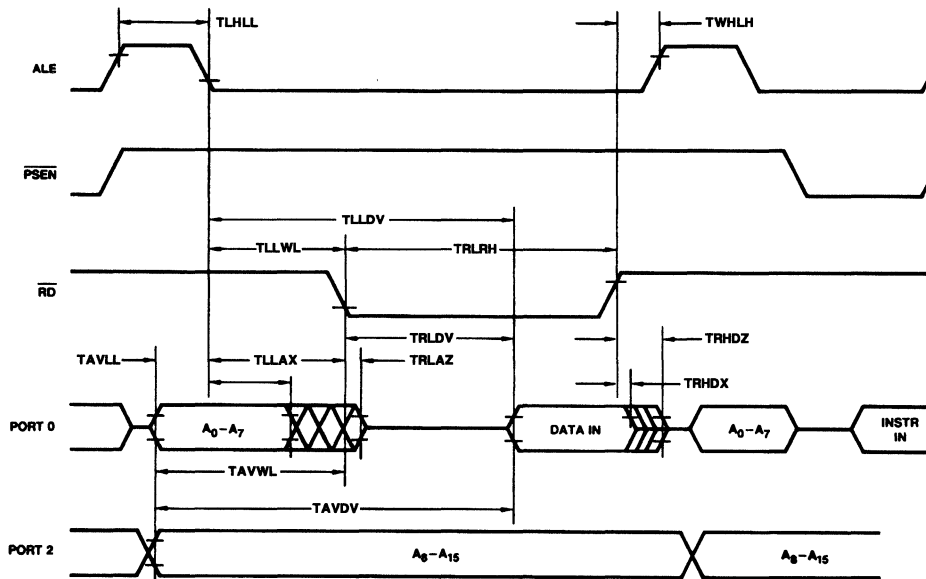 TLHLL
TWHLH
ALE
PSEN
TLLDV
TLLWL
TRLRH
RD
TRLDV
TRHDZ
TAVLL
TLLAX
TRLAZ
TRHDX
PORT 0
A0–A7
DATA IN
A0–A7
INSTR
IN
TAVWL
TAVDV
PORT 2
A8–A15
A8–A15